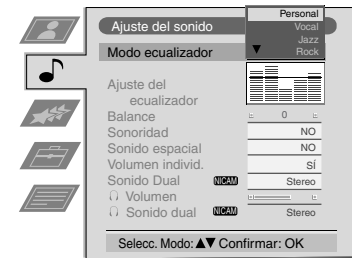 Ajuste del sonido
Personal
Vocal
Jazz
Rock
Modo ecualizador
Ajuste del
ecualizador
Balance 0
Sonoridad NO
Sonido espacial NO
Volumen individ. SÍ
Sonido Dual NICAM Stereo
Volumen
Sonido dual NICAM Stereo
Selecc. Modo: ▲▼ Confirmar: OK